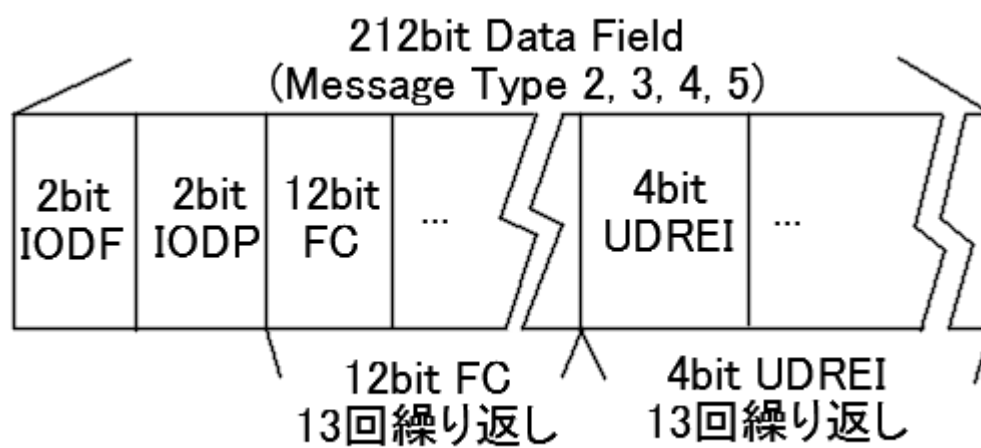 212bit Data Field
(Message Type 2, 3, 4, 5)
2bit
IODF
2bit
IODP
12bit
FC
...
4bit
UDREI
...
12bit FC
13回繰り返し
4bit UDREI
13回繰り返し